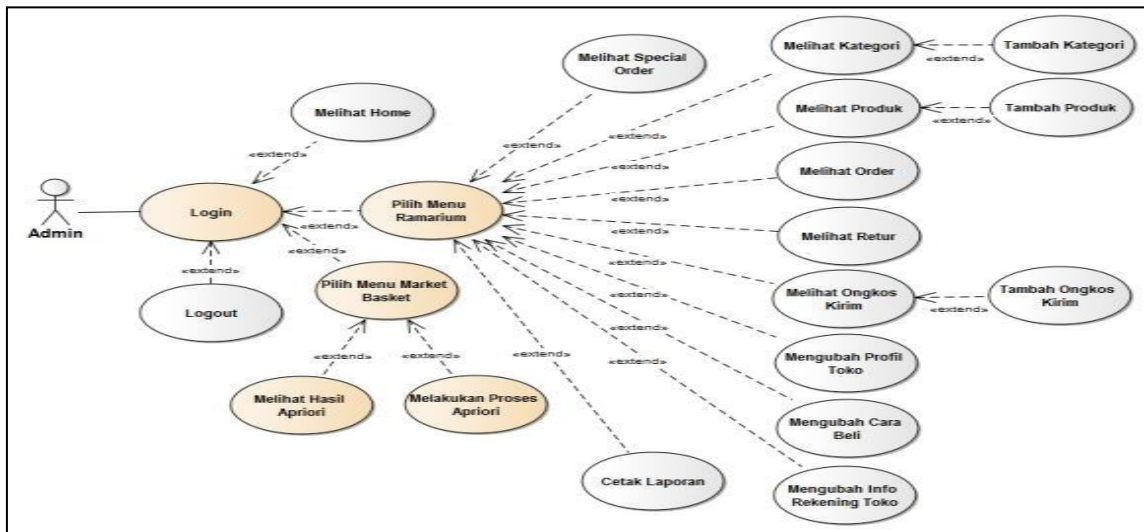 Melihat Kategori
Tambah Kategori
«extend»
Melihat Special
Order
Melihat Home
Melihat Produk
Tambah Produk
«extend»
«extend»
«extend»
«extend»
«extend»
Melihat Order
«extend»
Admin
Login
Pilih Menu
Ramarium
«extend»
«extend»
Melihat Retur
«extend»
«extend»
«extend»
Pilih Menu Market
Basket
Logout
«extend»
Melihat Ongkos
Kirim
Tambah Ongkos
Kirim
«extend»
«extend»
«extend»
«extend»
«extend»
«extend»
Mengubah Profil
Toko
Melihat Hasil
Apriori
Melakukan Proses
Apriori
Mengubah Cara
Beli
Cetak Laporan
Mengubah Info
Rekening Toko